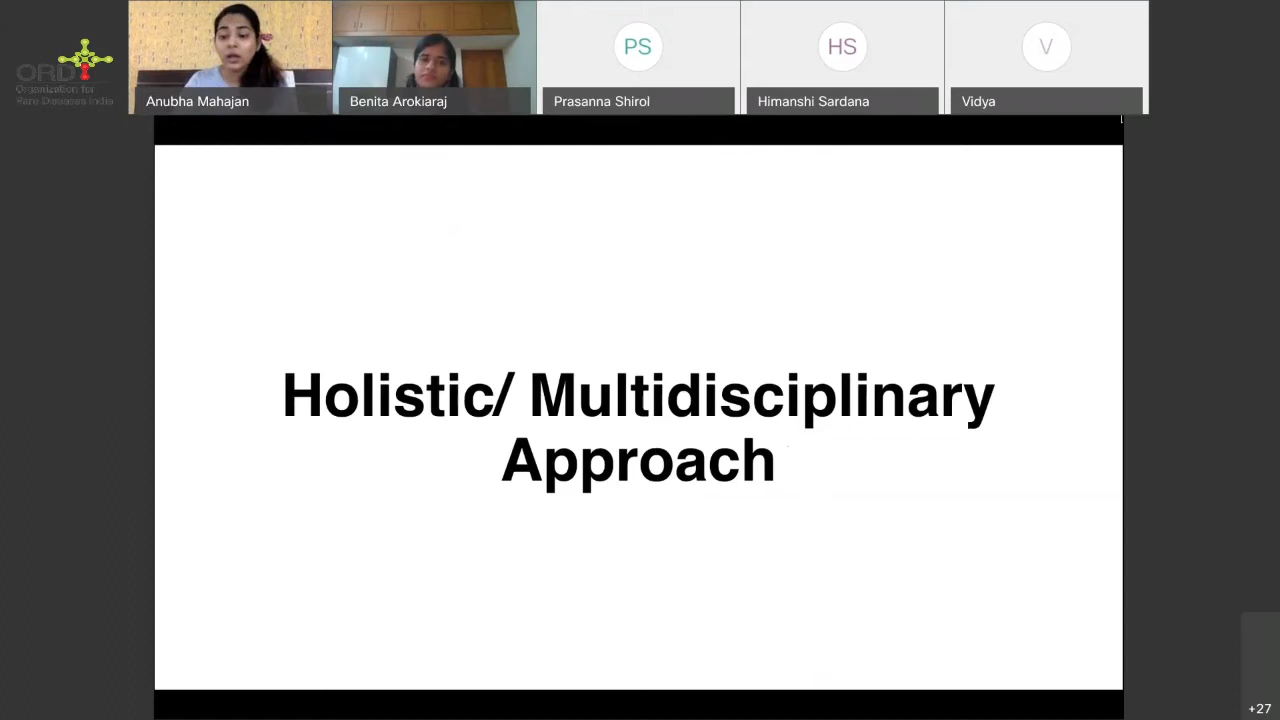 ORDI
Organization for
Rare Diseases India
Anubha Mahajan
Benita Arokiaraj
PS
Prasanna Shirol
HS
Himanshi Sardana
V
Vidya
Holistic/ Multidisciplinary
Approach
+27